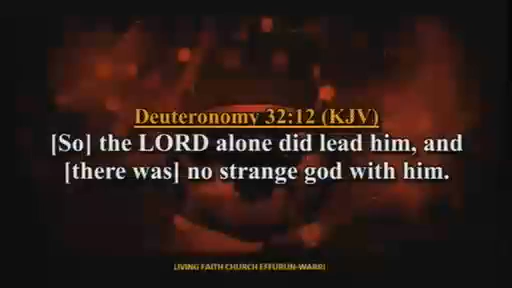 Deuteronomy 32:12 (KJV)
[So] the LORD alone did lead him, and
[there was] no strange god with him.
LIVING FAITH CHURCH EFFURUN-WARRI